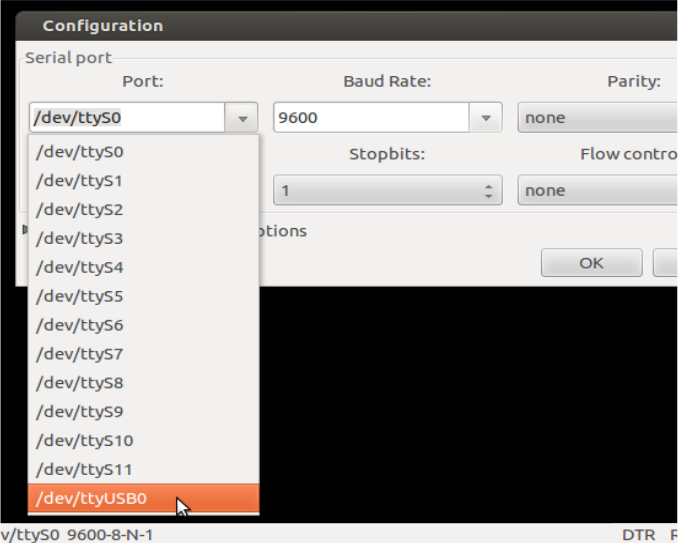 Configuration
Serial port
Port: Baud Rate: Parity:
/dev/ttyS0 9600 none
/dev/ttyS0
Stopbits: Flow contro
/dev/ttyS1
1 none
/dev/ttyS2
/dev/ttyS3
ptions
/dev/ttyS4
OK
/dev/ttyS5
/dev/ttyS6
/dev/ttyS7
/dev/ttyS8
/dev/ttyS9
/dev/ttyS10
/dev/ttyS11
/dev/ttyUSB0
v/ttyS0 9600-8-N-1 DTR R